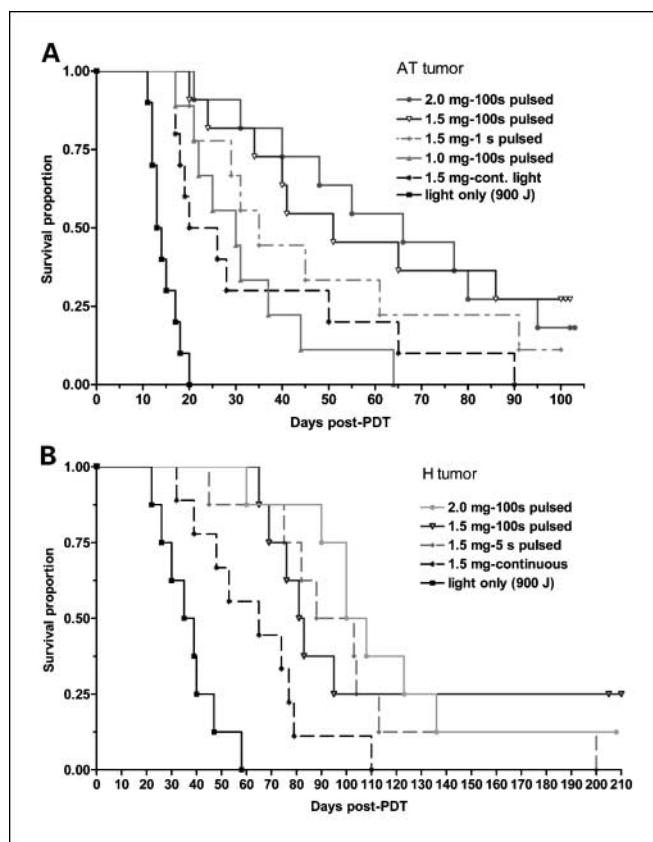 A
AT tumor
2.0 mg-100s pulsed
1.5 mg-100s pulsed
1.5 mg-1 s pulsed
1.0 mg-100s pulsed
1.5 mg-cont. light
light only (900 J)
Survival proportion
1.00
0.75
0.50
0.25
0.00
0 10 20 30 40 50 60 70 80 90 100
Days post-PDT
B
H tumor
2.0 mg-100s pulsed
1.5 mg-100s pulsed
1.5 mg-5 s pulsed
1.5 mg-continuous
light only (900 J)
Survival proportion
1.00
0.75
0.50
0.25
0.00
0 10 20 30 40 50 60 70 80 90 100 110 120 130 140 150 160 170 180 190 200 210
Days post-PDT